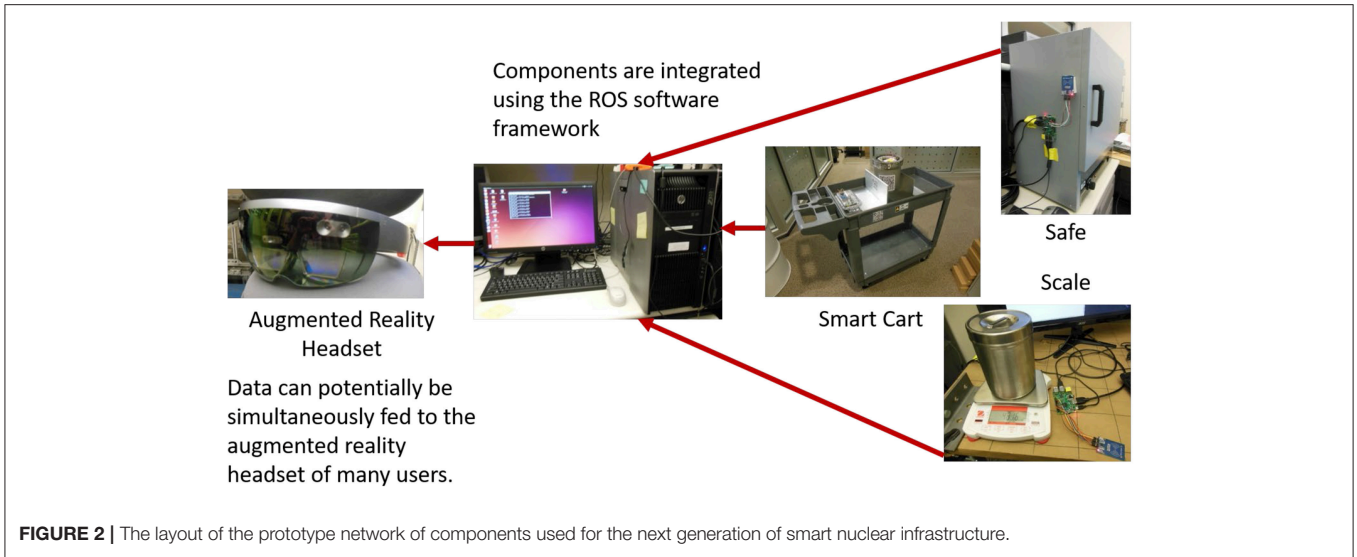 Components are integrated
using the ROS software
framework
Safe
Scale
Smart Cart
Augmented Reality
Headset
Data can potentially be
simultaneously fed to the
augmented reality
headset of many users.
FIGURE 2 | The layout of the prototype network of components used for the next generation of smart nuclear infrastructure.